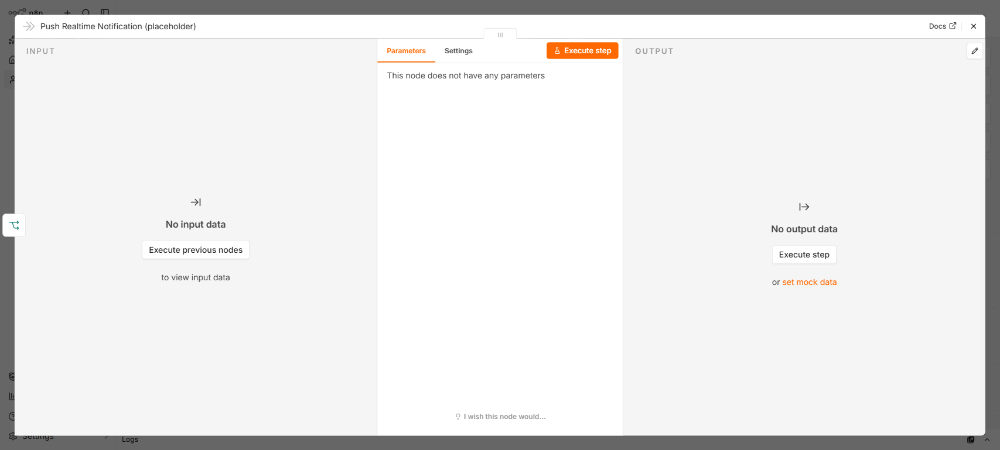 n8n
Push Realtime Notification (placeholder)
Docs
INPUT
Parameters
Settings
Execute step
OUTPUT
This node does not have any parameters
No input data
Execute previous nodes
to view input data
No output data
Execute step
or set mock data
I wish this node would...
Settings
Logs